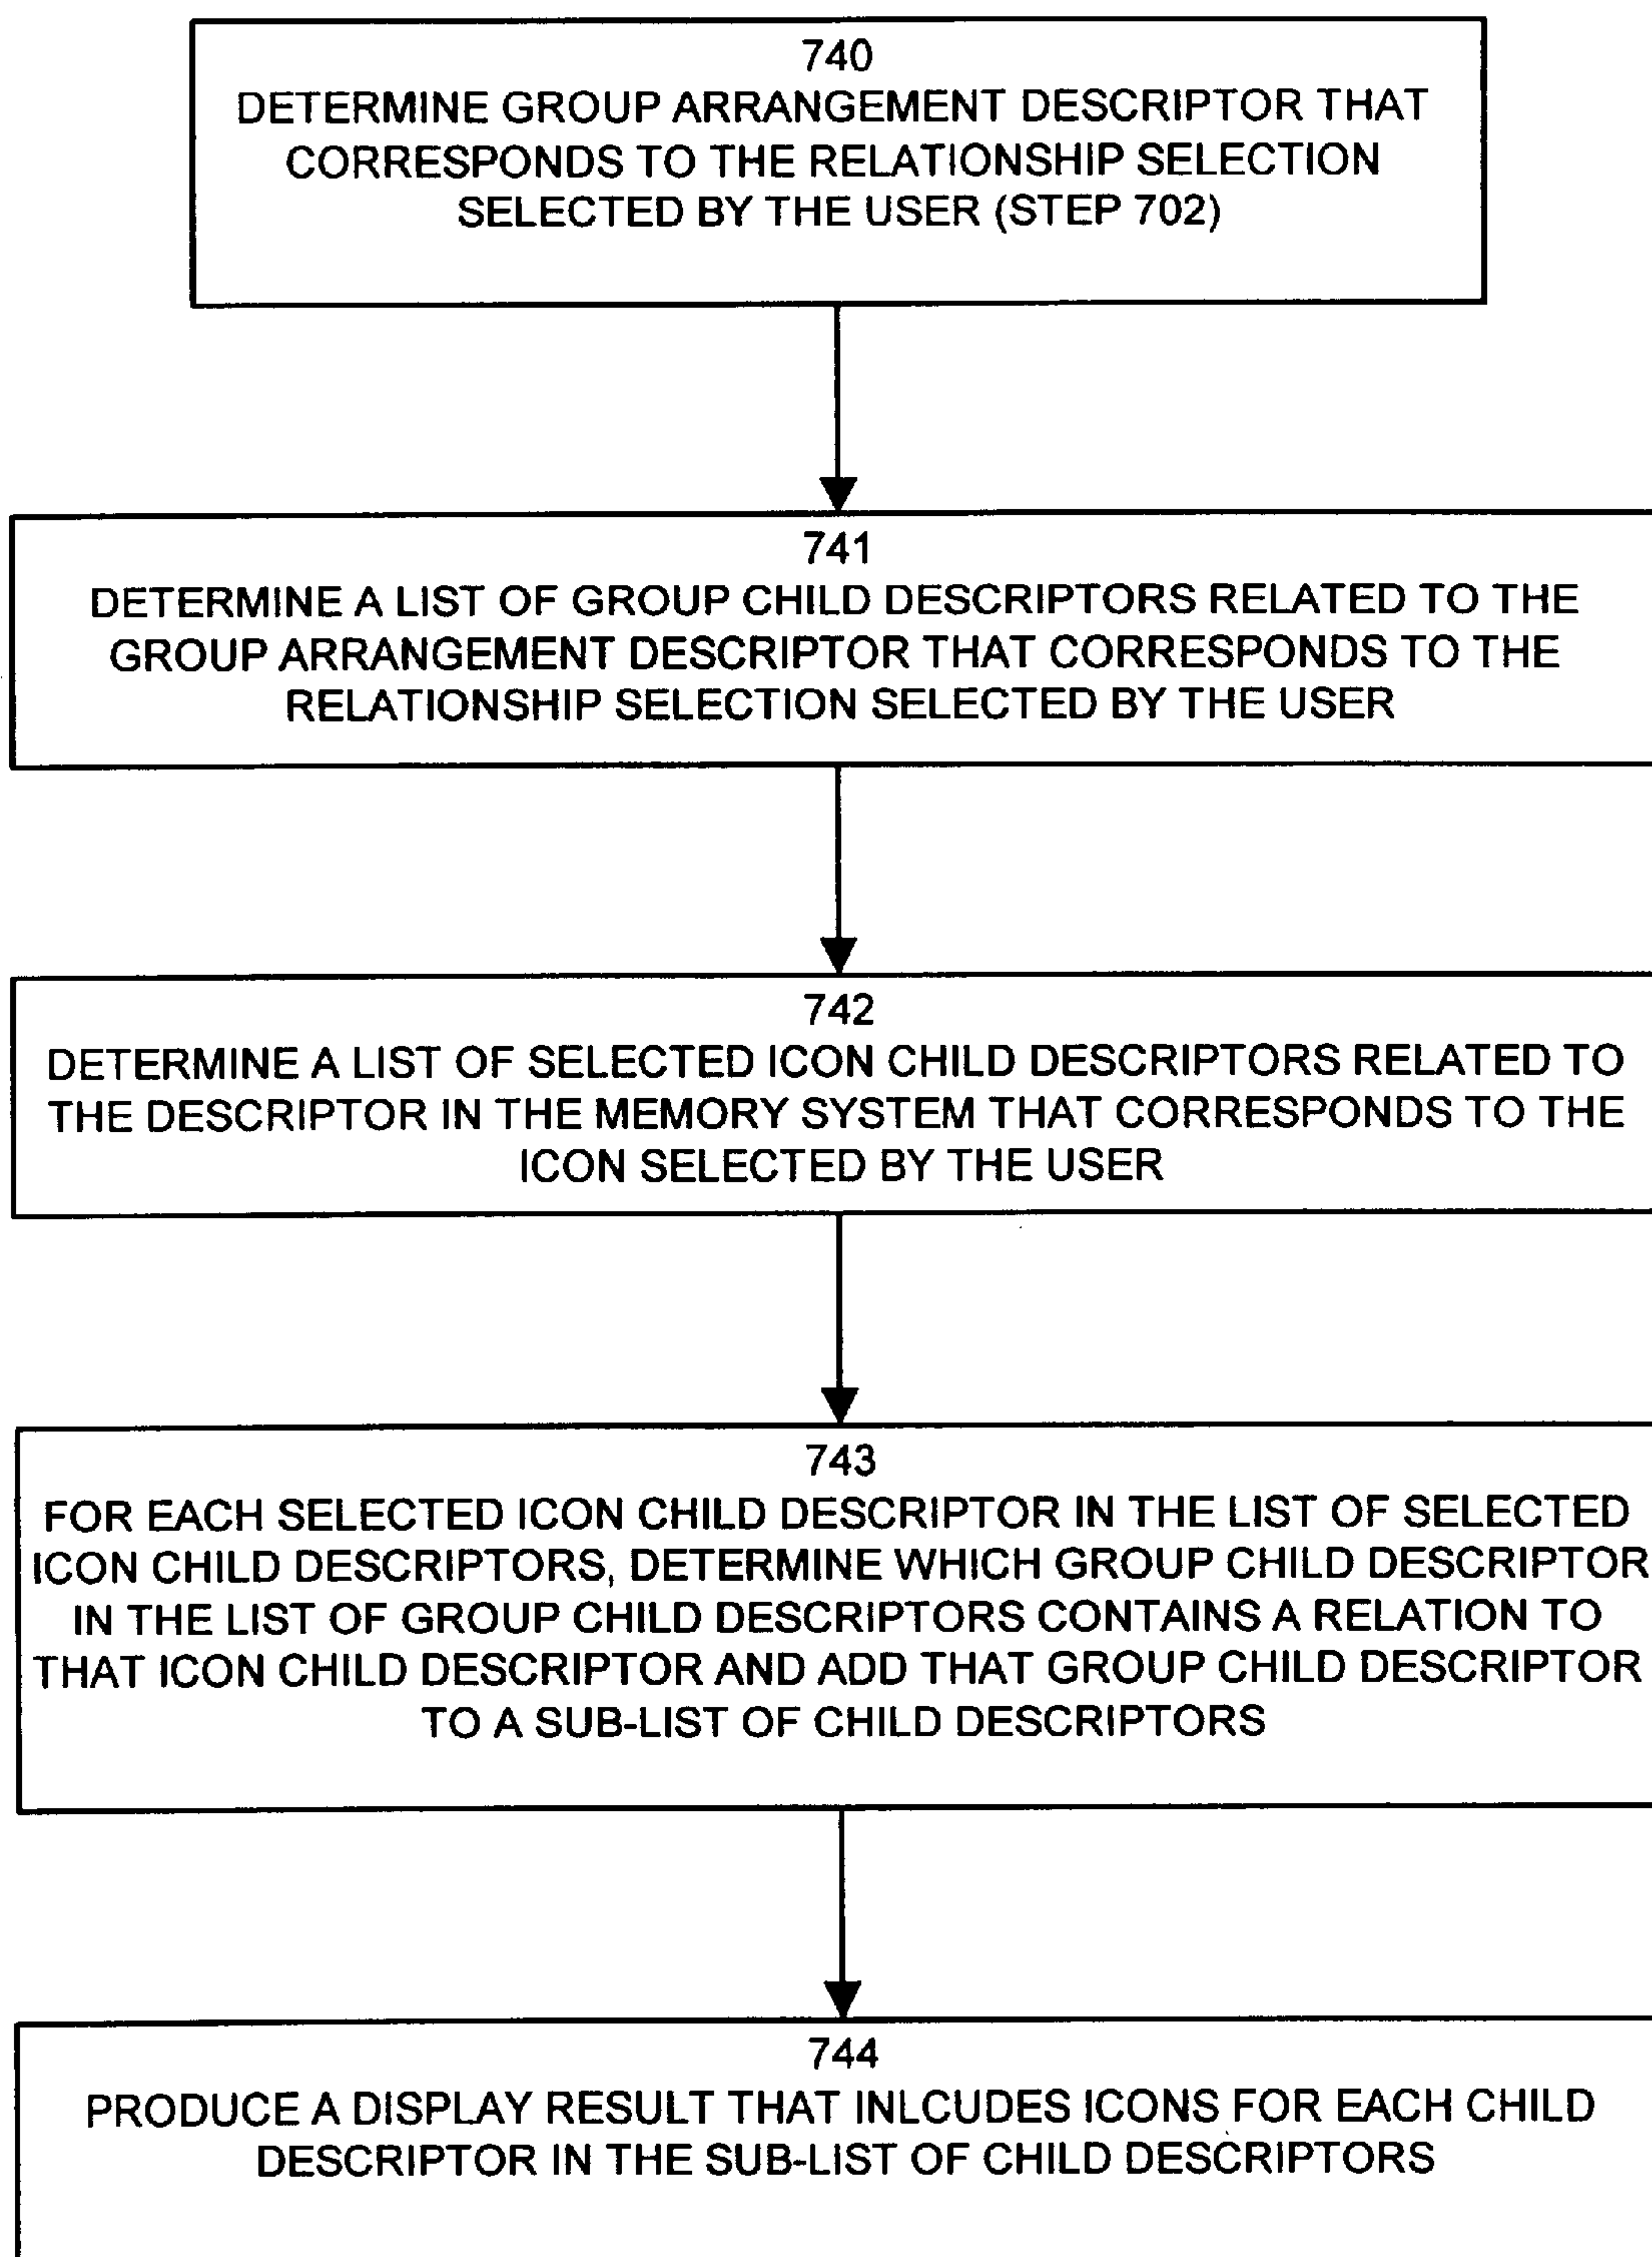 740
DETERMINE GROUP ARRANGEMENT DESCRIPTOR THAT
CORRESPONDS TO THE RELATIONSHIP SELECTION
SELECTED BY THE USER (STEP 702)
741
DETERMINE A LIST OF GROUP CHILD DESCRIPTORS RELATED TO THE
GROUP ARRANGEMENT DESCRIPTOR THAT CORRESPONDS TO THE
RELATIONSHIP SELECTION SELECTED BY THE USER
742
DETERMINE A LIST OF SELECTED ICON CHILD DESCRIPTORS RELATED TO
THE DESCRIPTOR IN THE MEMORY SYSTEM THAT CORRESPONDS TO THE
ICON SELECTED BY THE USER
743
FOR EACH SELECTED ICON CHILD DESCRIPTOR IN THE LIST OF SELECTED
ICON CHILD DESCRIPTORS, DETERMINE WHICH GROUP CHILD DESCRIPTOR
IN THE LIST OF GROUP CHILD DESCRIPTORS CONTAINS A RELATION TO
THAT ICON CHILD DESCRIPTOR AND ADD THAT GROUP CHILD DESCRIPTOR
TO A SUB-LIST OF CHILD DESCRIPTORS
744
PRODUCE A DISPLAY RESULT THAT INLCUDES ICONS FOR EACH CHILD
DESCRIPTOR IN THE SUB-LIST OF CHILD DESCRIPTORS